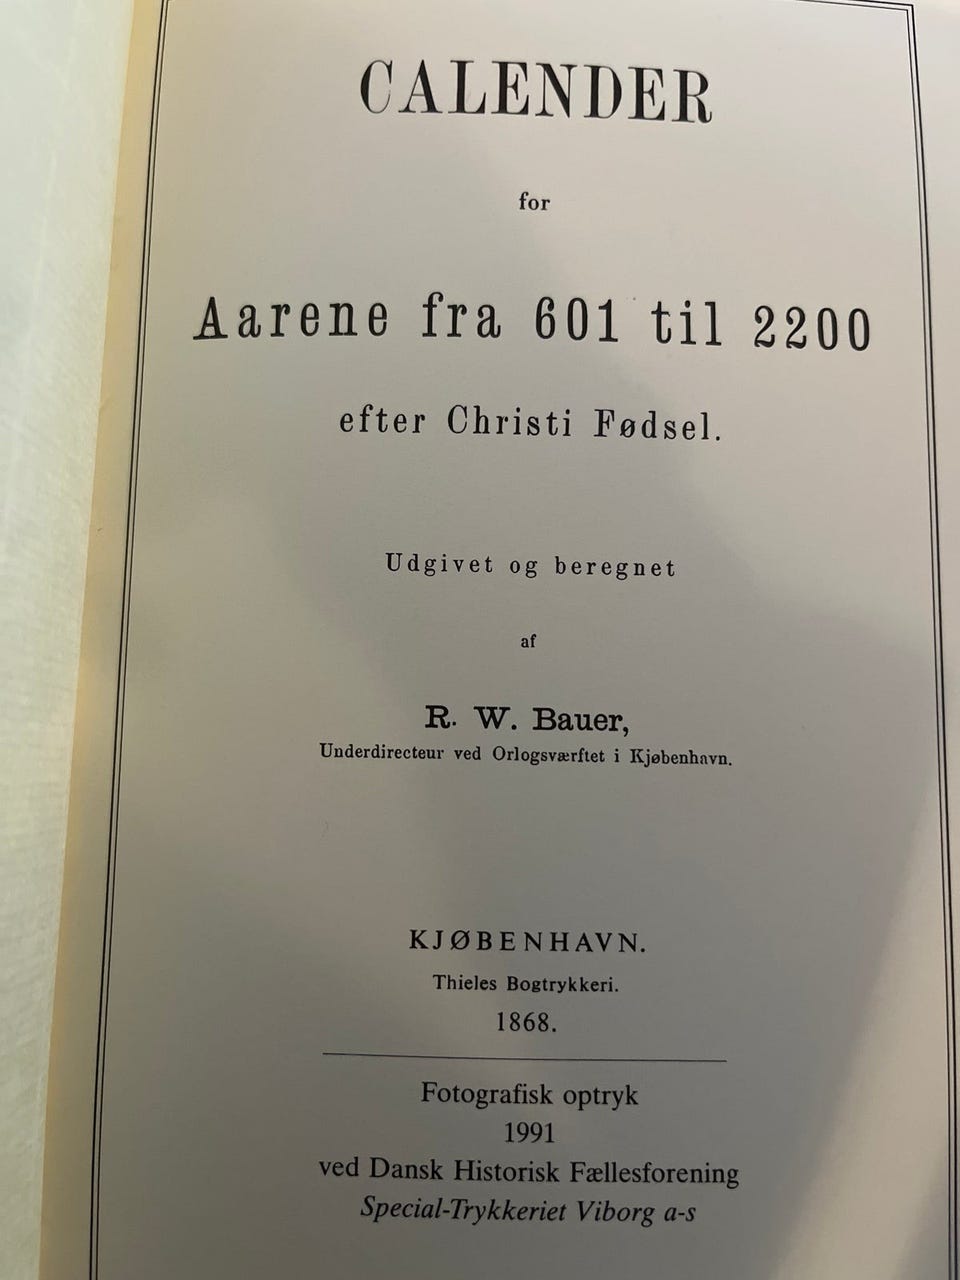 CALENDER
for
Aarene fra 601 til 2200
efter Christi Fødsel.
Udgivet og beregnet
af
R. W. Bauer,
Underdirecteur ved Orlogsværftet i Kjøbenhavn.
KJØBENHAVN.
Thieles Bogtrykkeri.
1868.
Fotografisk optryk
1991
ved Dansk Historisk Fællesforening
Special-Trykkeriet Viborg a-s